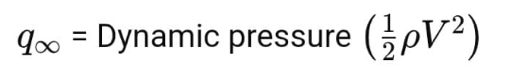 q∞ = Dynamic pressure (½ρV²)